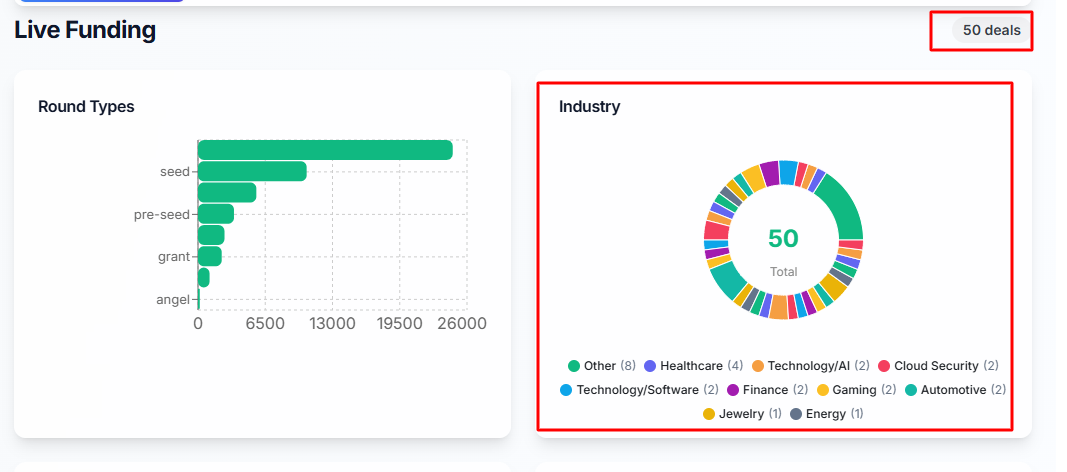 Live Funding
50 deals
Round Types
seed
pre-seed
grant
angel
0 6500 13000 19500 26000
Industry
50
Total
Other (8) Healthcare (4) Technology/AI (2) Cloud Security (2)
Technology/Software (2) Finance (2) Gaming (2) Automotive (2)
Jewelry (1) Energy (1)